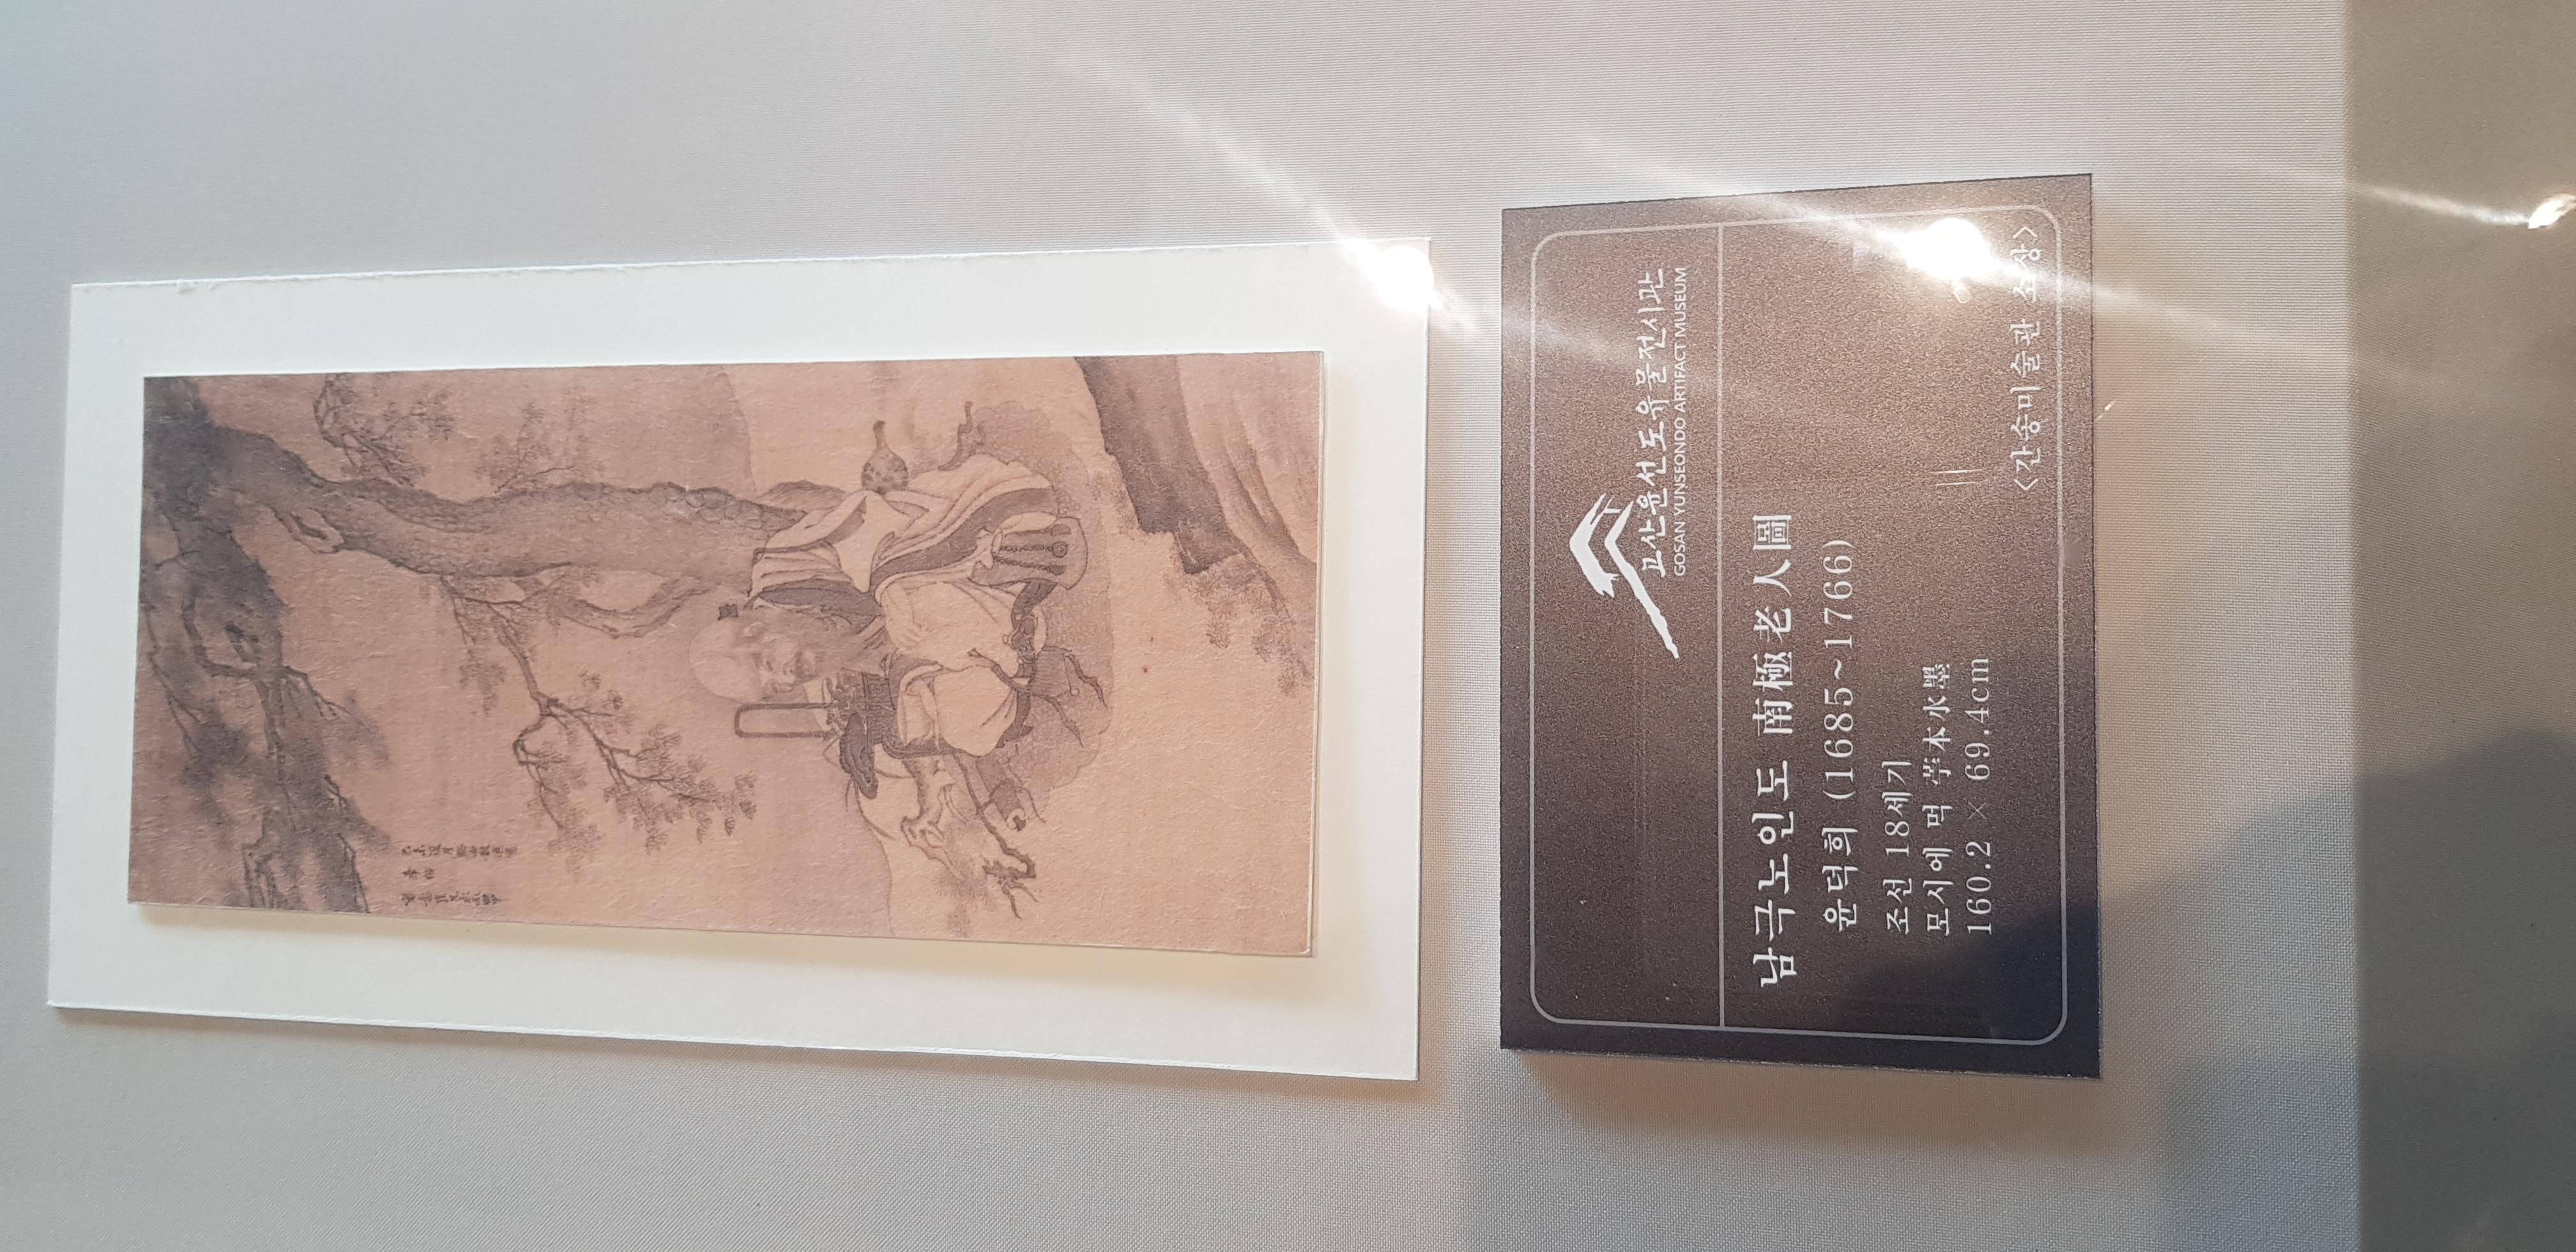 고산윤선도유물전시관
GOSAN YUNSEONDO ARTIFACT MUSEUM
남극노인도 南極老人圖
윤덕희 (1685~1766)
조선 18세기
모시에 먹 苧本水墨
160.2 × 69.4cm
<간송미술관 소장>